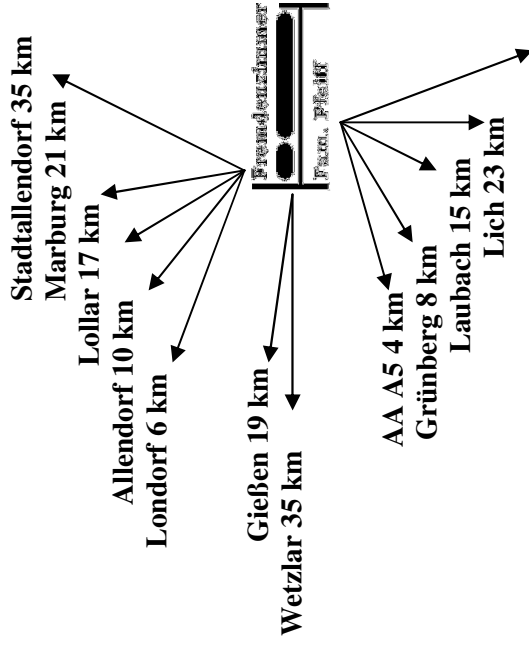 Stadtallendorf 35 km
Marburg 21 km
Lollar 17 km
Allendorf 10 km
Londorf 6 km
Gießen 19 km
Wetzlar 35 km
AA A5 4 km
Grünberg 8 km
Laubach 15 km
Lich 23 km
Fremdenzimmer
Fam. Pfaff